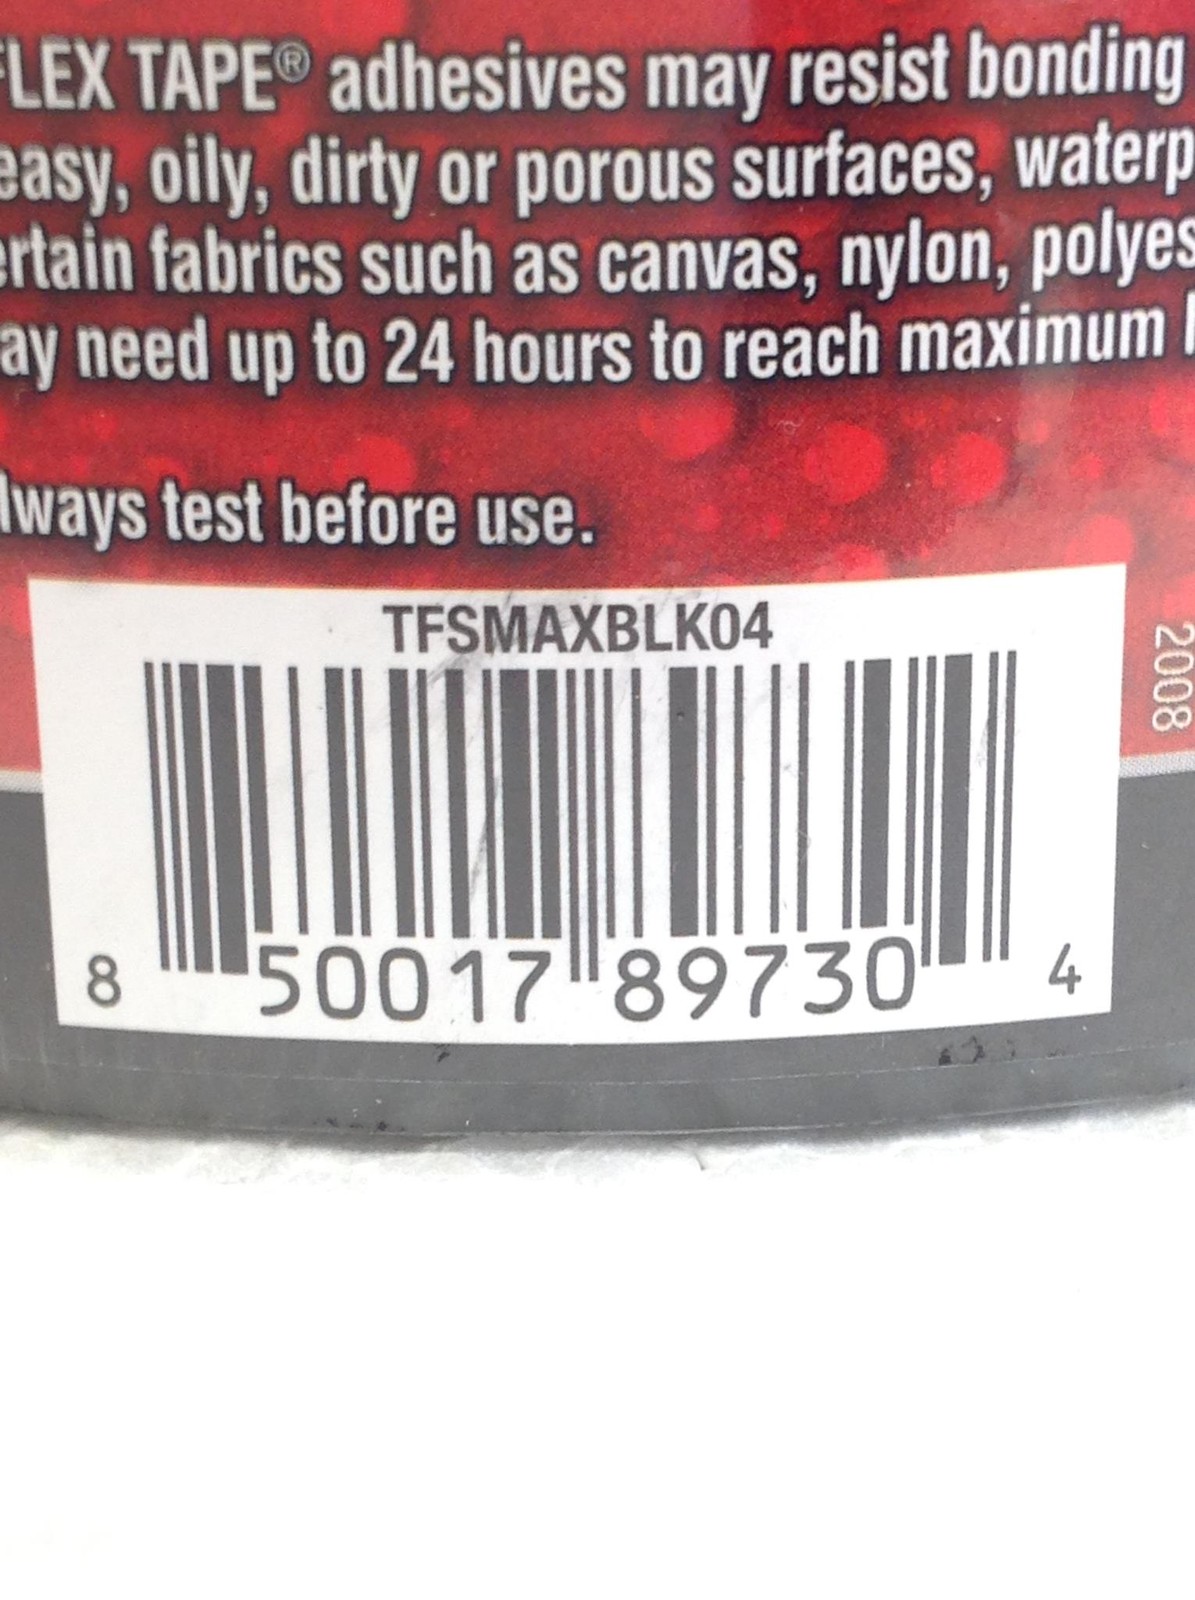 FLEX TAPE® adhesives may resist bonding
easy, oily, dirty or porous surfaces, waterp
ertain fabrics such as canvas, nylon, polyes
ay need up to 24 hours to reach maximum
lways test before use.
TFSMAXBLK04
2008
8 50017 89730 4